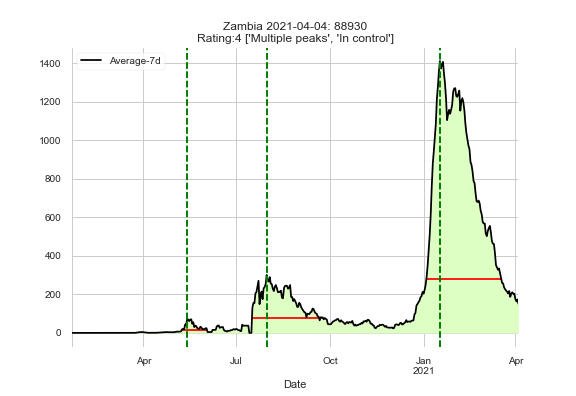 Zambia 2021-04-04: 88930
Rating:4 ['Multiple peaks', 'In control']
Average-7d
1400
1200
1000
800
600
400
200
0
Apr Jul Oct Jan Apr
2021
Date